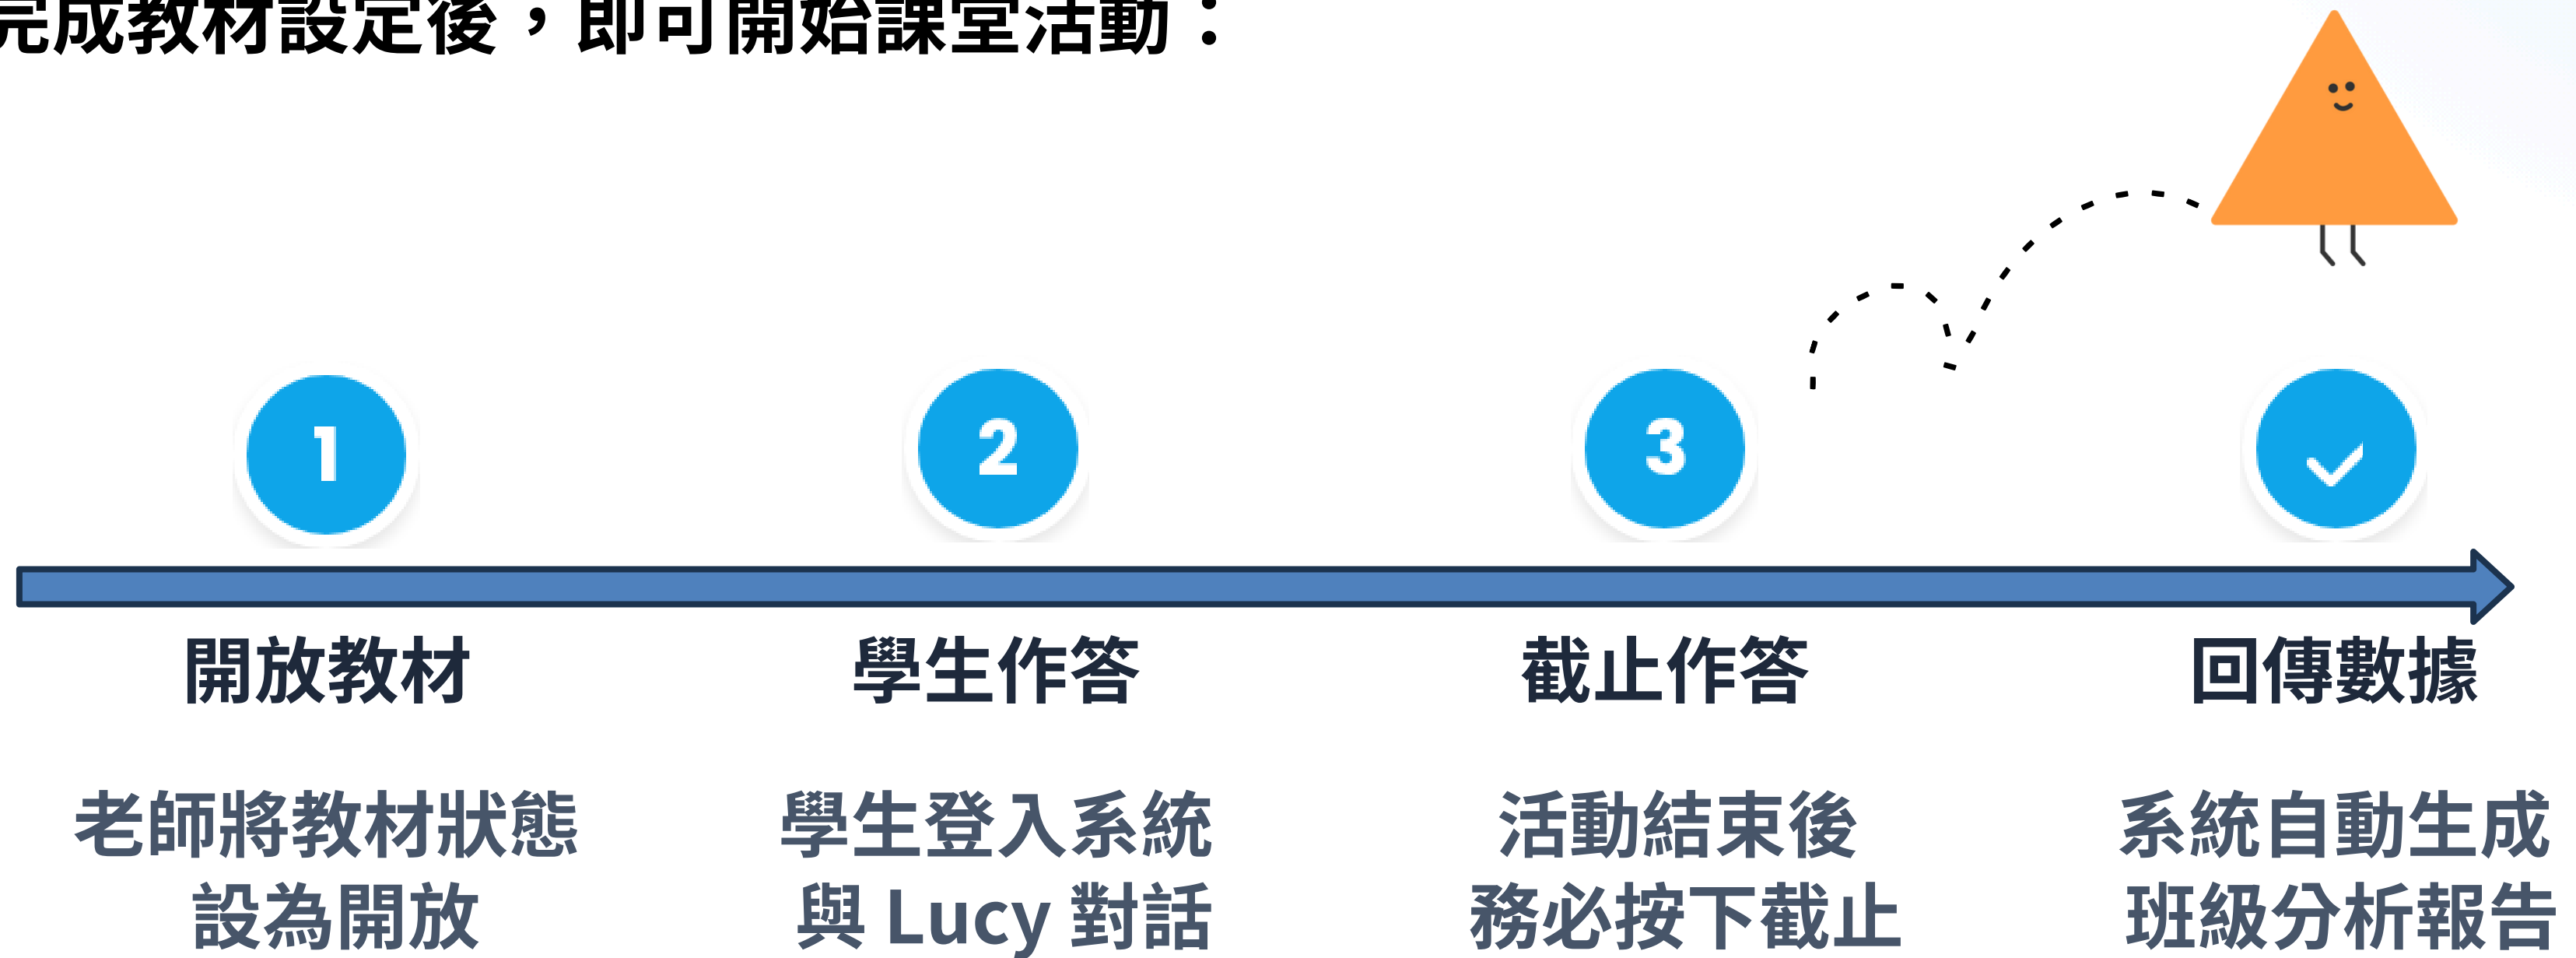 完成教材設定後，即可開始課堂活動：
1
2
3
開放教材
老師將教材狀態
設為開放
學生作答
學生登入系統
與 Lucy 對話
截止作答
活動結束後
務必按下截止
回傳數據
系統自動生成
班級分析報告